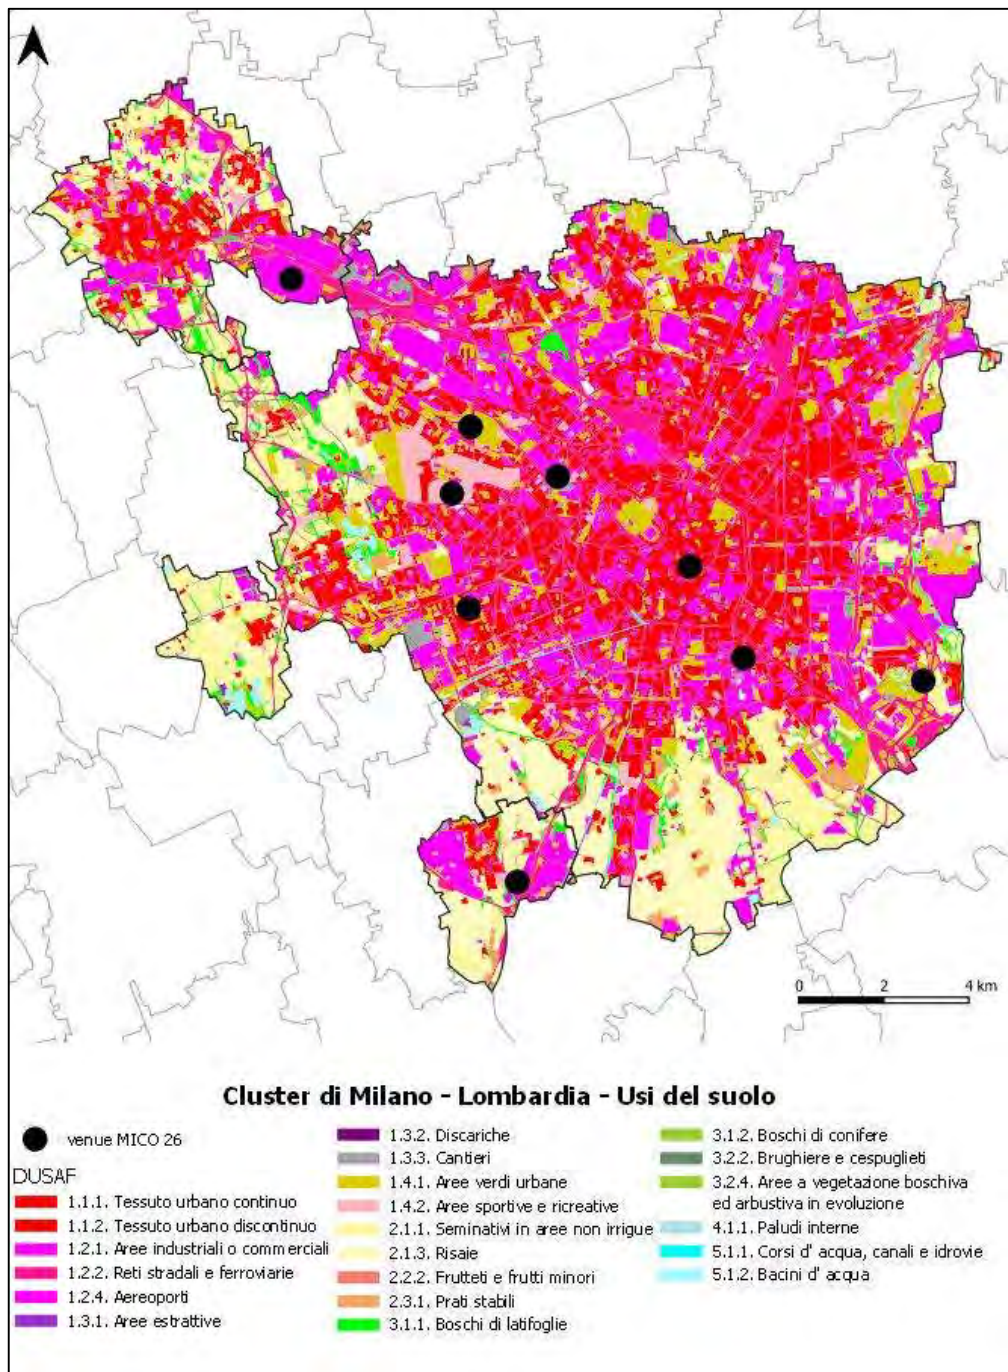 0 2 4 km
Cluster di Milano - Lombardia - Usi del suolo
venue MICO 26
DUSAF
1.1.1. Tessuto urbano continuo
1.1.2. Tessuto urbano discontinuo
1.2.1. Aree industriali o commerciali
1.2.2. Reti stradali e ferroviarie
1.2.4. Aereoporti
1.3.1. Aree estrattive
1.3.2. Discariche
1.3.3. Cantieri
1.4.1. Aree verdi urbane
1.4.2. Aree sportive e ricreative
2.1.1. Seminativi in aree non irrigue
2.1.3. Risaie
2.2.2. Frutteti e frutti minori
2.3.1. Prati stabili
3.1.1. Boschi di latifoglie
3.1.2. Boschi di conifere
3.2.2. Brughiere e cespuglieti
3.2.4. Aree a vegetazione boschiva
ed arbustiva in evoluzione
4.1.1. Paludi interne
5.1.1. Corsi d' acqua, canali e idrovie
5.1.2. Bacini d' acqua